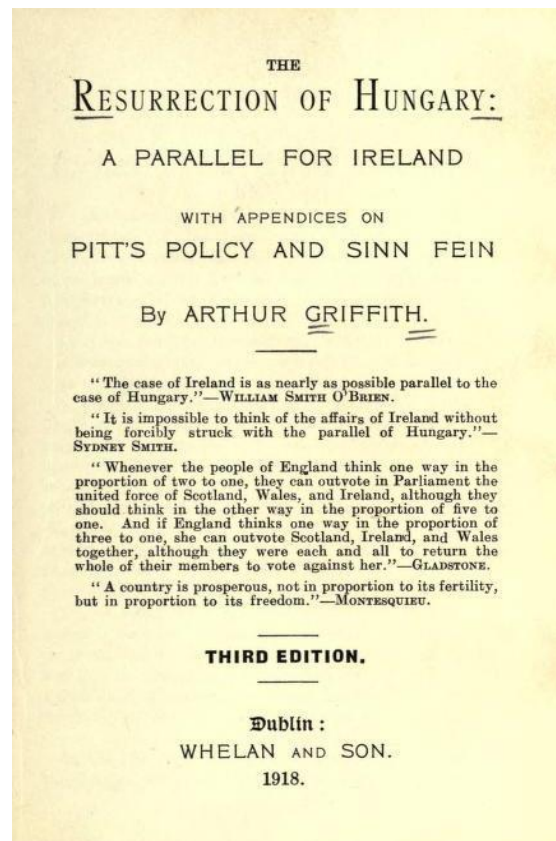 THE
RESURRECTION OF HUNGARY:
A PARALLEL FOR IRELAND
WITH APPENDICES ON
PITT'S POLICY AND SINN FEIN
By ARTHUR GRIFFITH.
"The case of Ireland is as nearly as possible parallel to the
case of Hungary."—WILLIAM SMITH O'BRIEN.
"It is impossible to think of the affairs of Ireland without
being forcibly struck with the parallel of Hungary."—
SYDNEY SMITH.
"Whenever the people of England think one way in the
proportion of two to one, they can outvote in Parliament the
united force of Scotland, Wales, and Ireland, although they
should think in the other way in the proportion of five to
one. And if England thinks one way in the proportion of
three to one, she can outvote Scotland, Ireland, and Wales
together, although they were each and all to return the
whole of their members to vote against her."—GLADSTONE.
"A country is prosperous, not in proportion to its fertility,
but in proportion to its freedom."—MONTESQUIEU.
THIRD EDITION.
Dublin:
WHELAN AND SON.
1918.